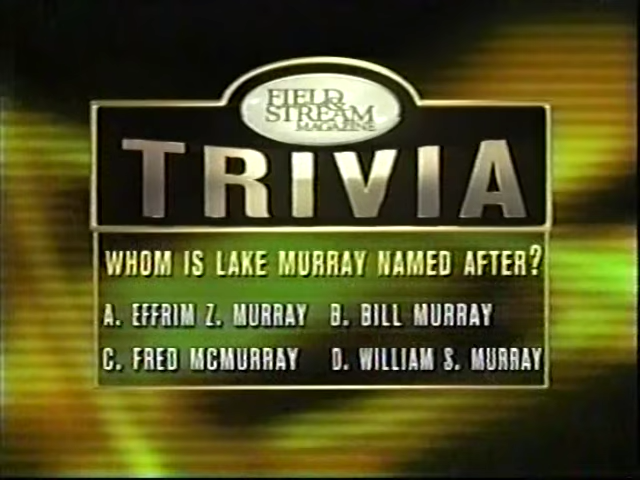 FIELD &
STREAM
MAGAZINE
TRIVIA
WHOM IS LAKE MURRAY NAMED AFTER?
A. EFFRIM Z. MURRAY B. BILL MURRAY
C. FRED MCMURRAY D. WILLIAM S. MURRAY